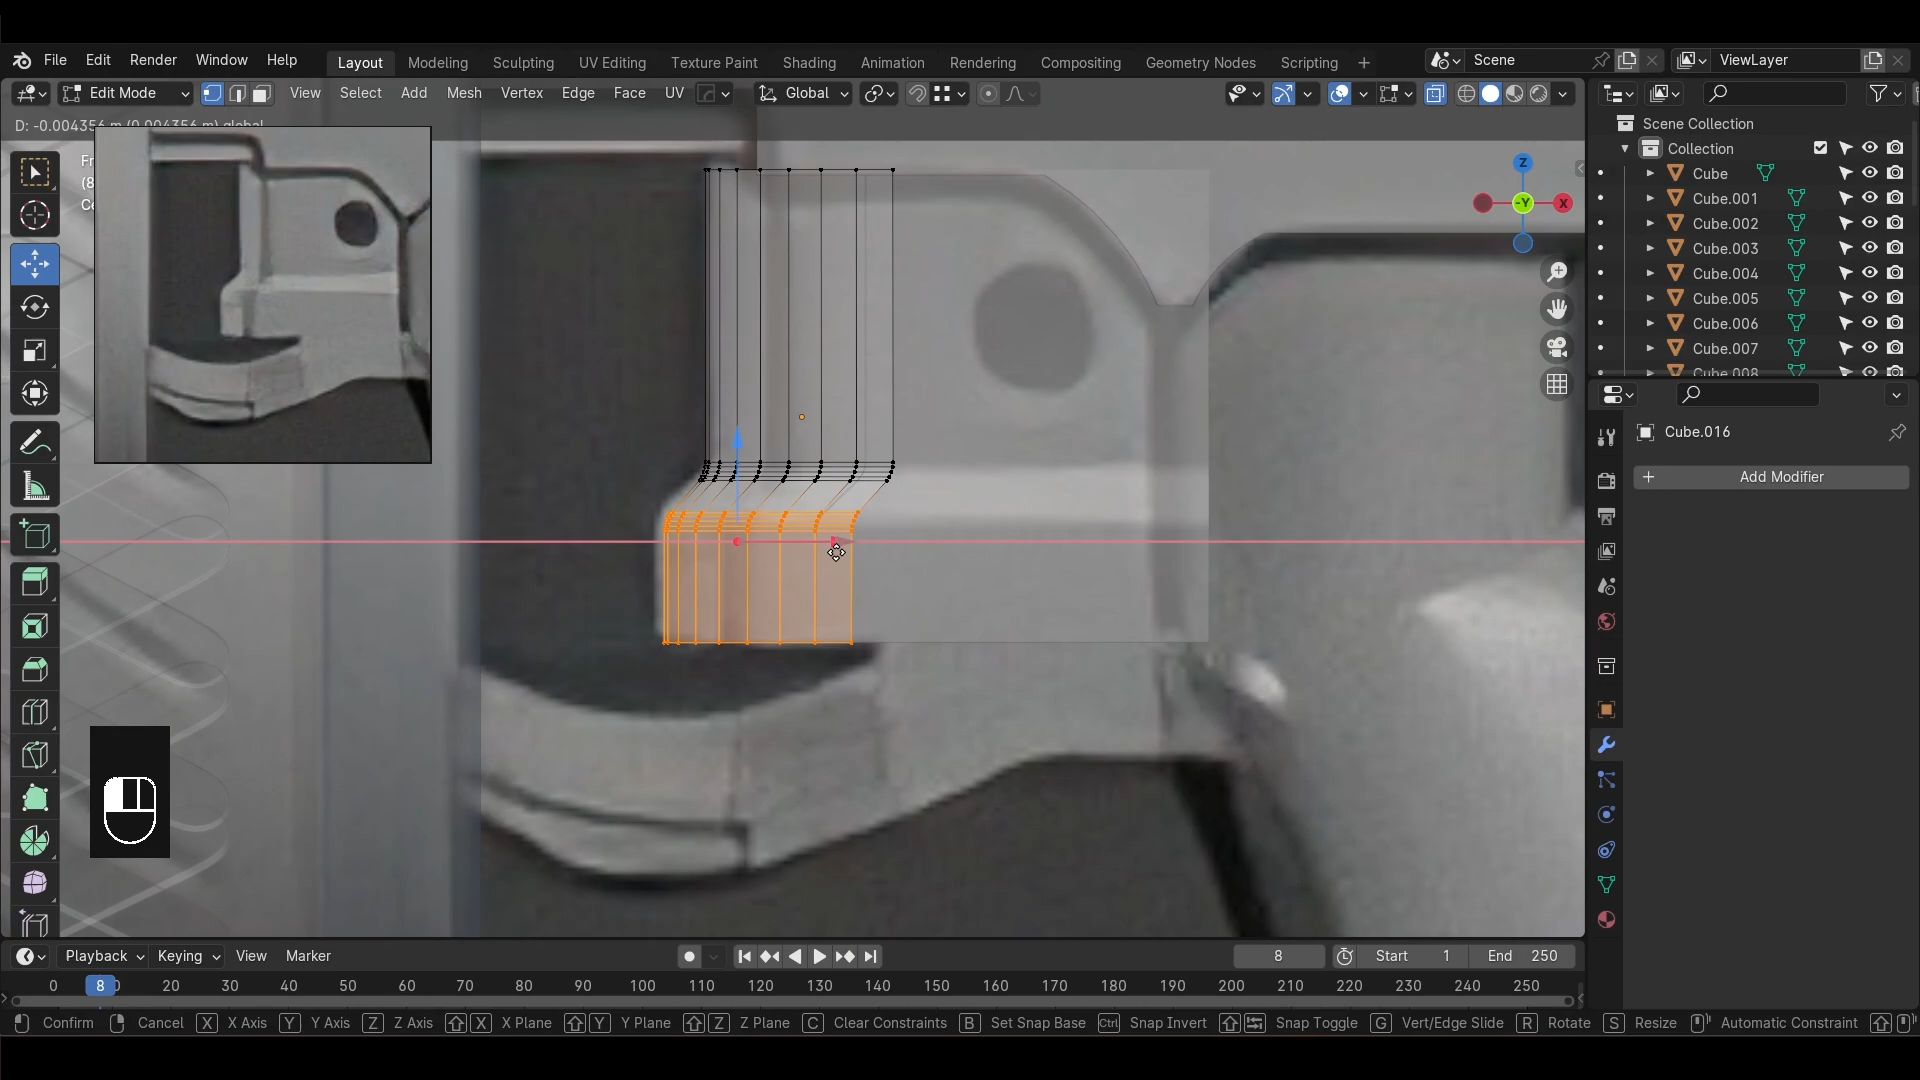 File Edit Render Window Help Layout Modeling Sculpting UV Editing Texture Paint Shading Animation Rendering Compositing Geometry Nodes Scripting + Scene ViewLayer
Edit Mode View Select Add Mesh Vertex Edge Face UV Global
D: -0.004356 m (0.004356 m) global
Fr
(8
Ce
Z
-Y
X
Scene Collection
Collection
Cube
Cube.001
Cube.002
Cube.003
Cube.004
Cube.005
Cube.006
Cube.007
Cube.008
Cube.016
+ Add Modifier
Playback Keying View Marker 8 Start 1 End 250
0 8 20 30 40 50 60 70 80 90 100 110 120 130 140 150 160 170 180 190 200 210 220 230 240 250
Confirm Cancel X X Axis Y Y Axis Z Z Axis X X Plane Y Y Plane Z Z Plane C Clear Constraints B Set Snap Base Ctrl Snap Invert Snap Toggle G Vert/Edge Slide R Rotate S Resize Automatic Constraint